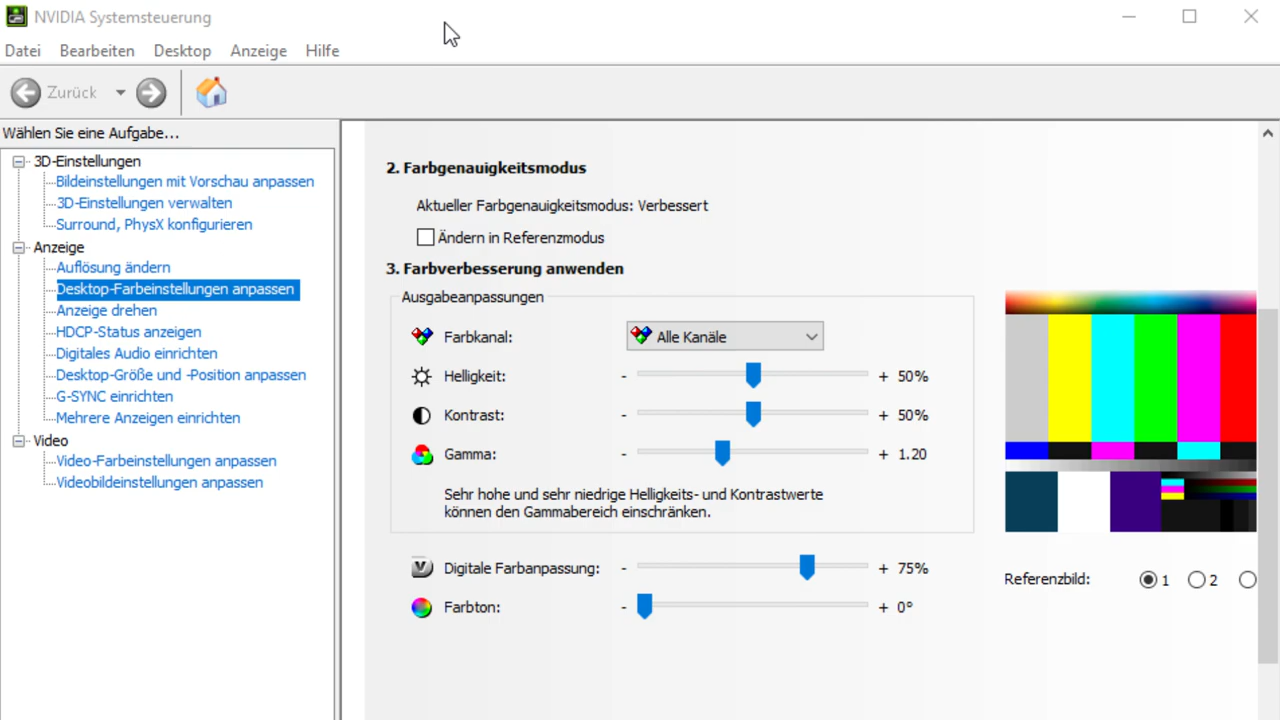 NVIDIA Systemsteuerung
Datei Bearbeiten Desktop Anzeige Hilfe
Zurück
Wählen Sie eine Aufgabe...
3D-Einstellungen
Bildeinstellungen mit Vorschau anpassen
3D-Einstellungen verwalten
Surround, PhysX konfigurieren
Anzeige
Auflösung ändern
Desktop-Farbeinstellungen anpassen
Anzeige drehen
HDCP-Status anzeigen
Digitales Audio einrichten
Desktop-Größe und -Position anpassen
G-SYNC einrichten
Mehrere Anzeigen einrichten
Video
Video-Farbeinstellungen anpassen
Videobildeinstellungen anpassen
2. Farbgenauigkeitsmodus
Aktueller Farbgenauigkeitsmodus: Verbessert
Ändern in Referenzmodus
3. Farbverbesserung anwenden
Ausgabeanpassungen
Farbkanal: Alle Kanäle
Helligkeit: - + 50%
Kontrast: - + 50%
Gamma: - + 1.20
Sehr hohe und sehr niedrige Helligkeits- und Kontrastwerte
können den Gammabereich einschränken.
Digitale Farbanpassung: - + 75%
Farbton: - + 0°
Referenzbild: 1 2